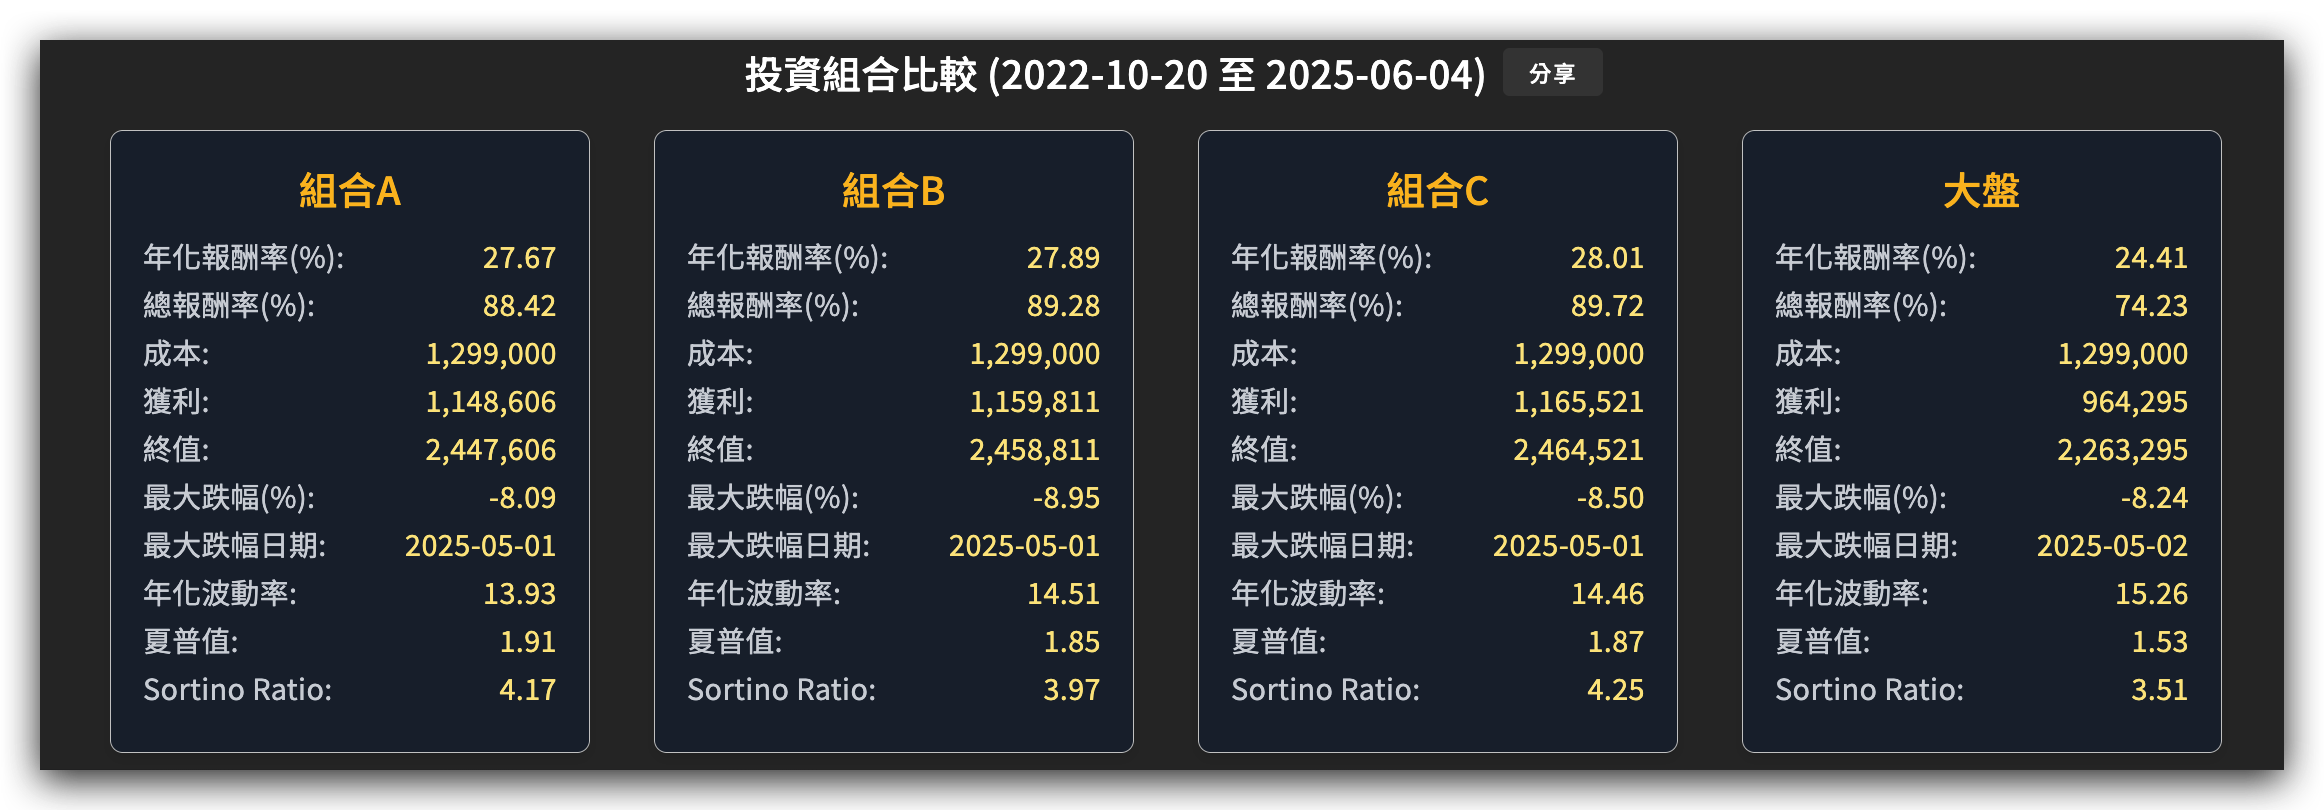 投資組合比較 (2022-10-20 至 2025-06-04) 分享
組合A
年化報酬率(%): 27.67
總報酬率(%): 88.42
成本: 1,299,000
獲利: 1,148,606
終值: 2,447,606
最大跌幅(%): -8.09
最大跌幅日期: 2025-05-01
年化波動率: 13.93
夏普值: 1.91
Sortino Ratio: 4.17
組合B
年化報酬率(%): 27.89
總報酬率(%): 89.28
成本: 1,299,000
獲利: 1,159,811
終值: 2,458,811
最大跌幅(%): -8.95
最大跌幅日期: 2025-05-01
年化波動率: 14.51
夏普值: 1.85
Sortino Ratio: 3.97
組合C
年化報酬率(%): 28.01
總報酬率(%): 89.72
成本: 1,299,000
獲利: 1,165,521
終值: 2,464,521
最大跌幅(%): -8.50
最大跌幅日期: 2025-05-01
年化波動率: 14.46
夏普值: 1.87
Sortino Ratio: 4.25
大盤
年化報酬率(%): 24.41
總報酬率(%): 74.23
成本: 1,299,000
獲利: 964,295
終值: 2,263,295
最大跌幅(%): -8.24
最大跌幅日期: 2025-05-02
年化波動率: 15.26
夏普值: 1.53
Sortino Ratio: 3.51